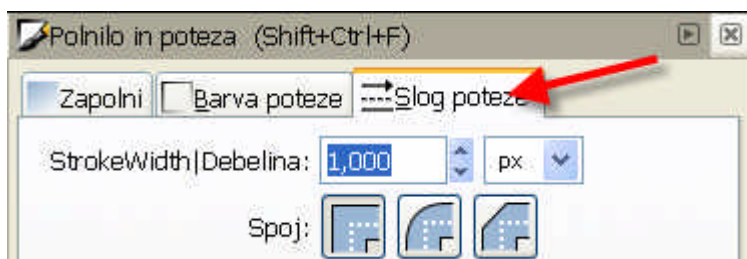 Polnilo in poteza (Shift+Ctrl+F)
Zapolni Barva poteze Slog poteze
StrokeWidth|Debelina: 1,000 px
Spoj: